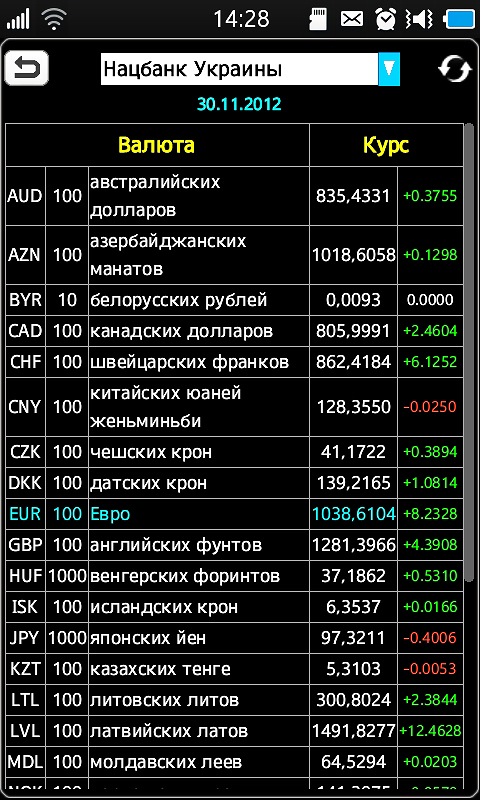 14:28
Нацбанк Украины
30.11.2012
Валюта Курс
AUD 100 австралийских долларов 835,4331 +0.3755
AZN 100 азербайджанских манатов 1018,6058 +0.1298
BYR 10 белорусских рублей 0,0093 0.0000
CAD 100 канадских долларов 805,9991 +2.4604
CHF 100 швейцарских франков 862,4184 +6.1252
CNY 100 китайских юаней женьминьби 128,3550 -0.0250
CZK 100 чешских крон 41,1722 +0.3894
DKK 100 датских крон 139,2165 +1.0814
EUR 100 Евро 1038,6104 +8.2328
GBP 100 английских фунтов 1281,3966 +4.3908
HUF 1000 венгерских форинтов 37,1862 +0.5310
ISK 100 исландских крон 6,3537 +0.0166
JPY 1000 японских йен 97,3211 -0.4006
KZT 100 казахских тенге 5,3103 -0.0053
LTL 100 литовских литов 300,8024 +2.3844
LVL 100 латвийских латов 1491,8277 +12.4628
MDL 100 молдавских леев 64,5294 +0.0203